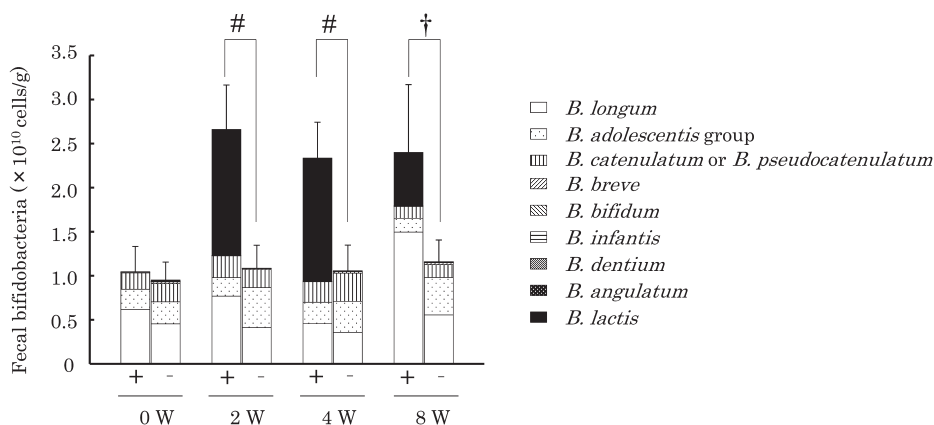 # # †
Fecal bifidobacteria (×10¹⁰ cells/g)
3.5
3.0
2.5
2.0
1.5
1.0
0.5
0
+ - + - + - + -
0 W 2 W 4 W 8 W
B. longum
B. adolescentis group
B. catenulatum or B. pseudocatenulatum
B. breve
B. bifidum
B. infantis
B. dentium
B. angulatum
B. lactis